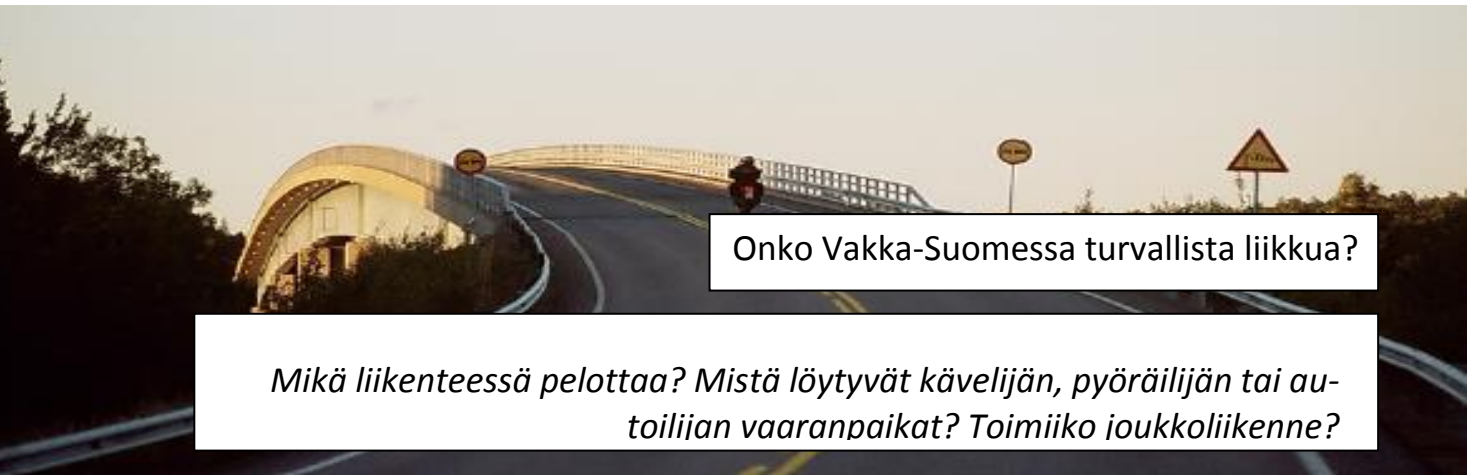 Onko Vakka-Suomessa turvallista liikkua?
Mikä liikenteessä pelottaa? Mistä löytyvät kävelijän, pyöräilijän tai au-
toilijan vaaranpaikat? Toimiiko joukkoliikenne?